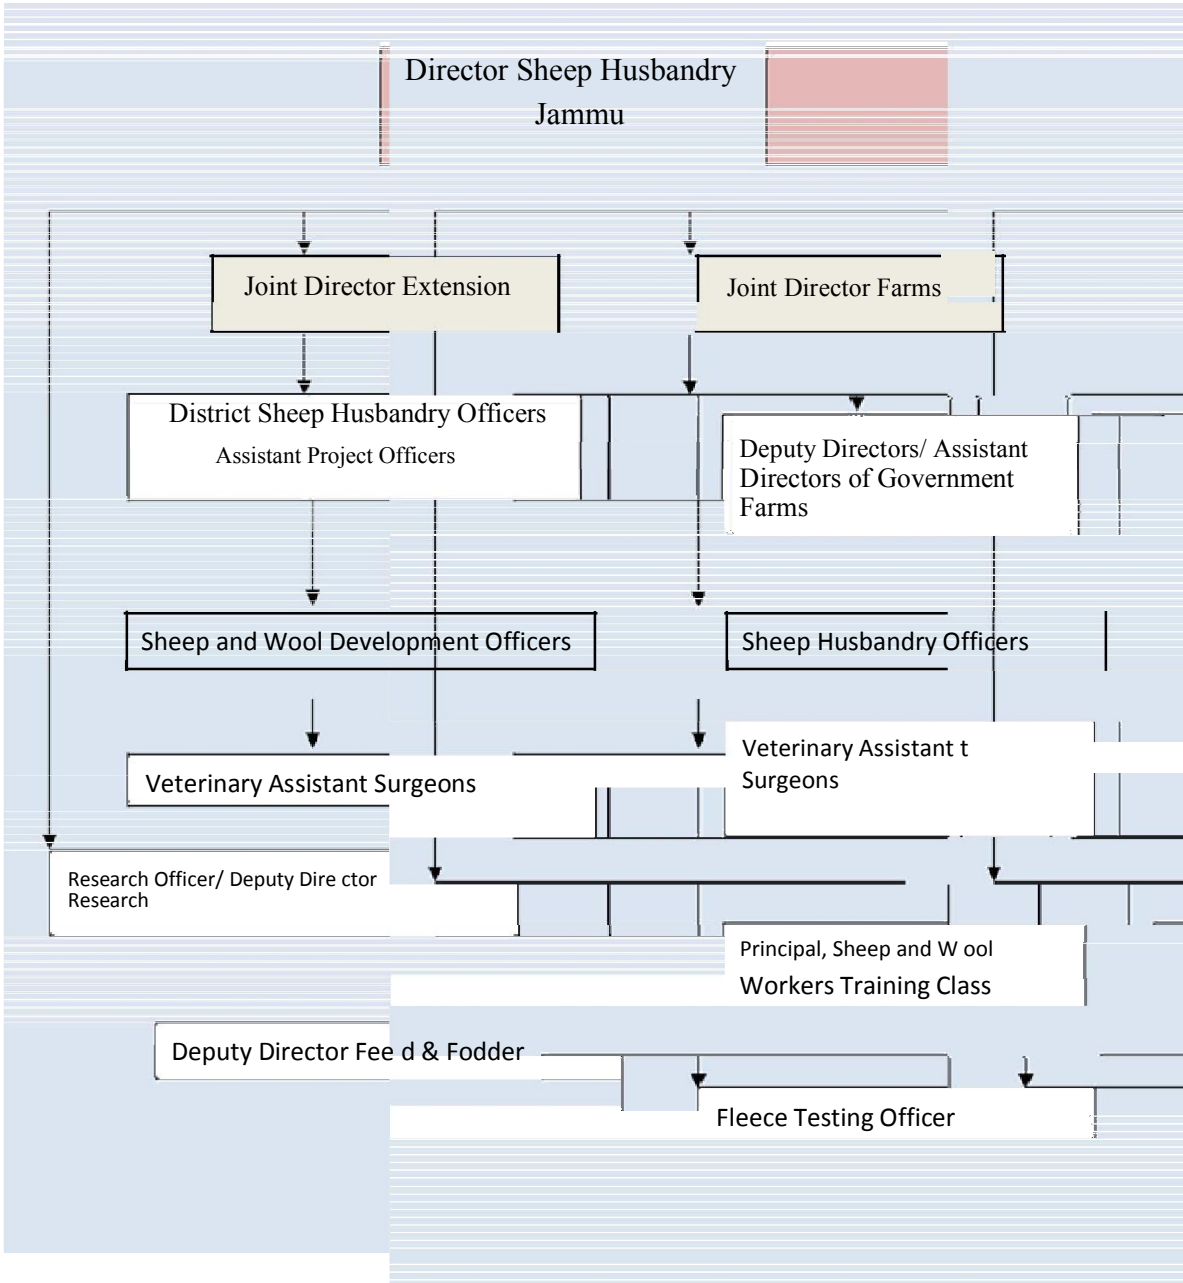 Director Sheep Husbandry
Jammu
Joint Director Extension
Joint Director Farms
District Sheep Husbandry Officers
Assistant Project Officers
Deputy Directors/ Assistant
Directors of Government
Farms
Sheep and Wool Development Officers
Sheep Husbandry Officers
Veterinary Assistant Surgeons
Veterinary Assistant t
Surgeons
Research Officer/ Deputy Dire ctor
Research
Principal, Sheep and W ool
Workers Training Class
Deputy Director Fee d & Fodder
Fleece Testing Officer